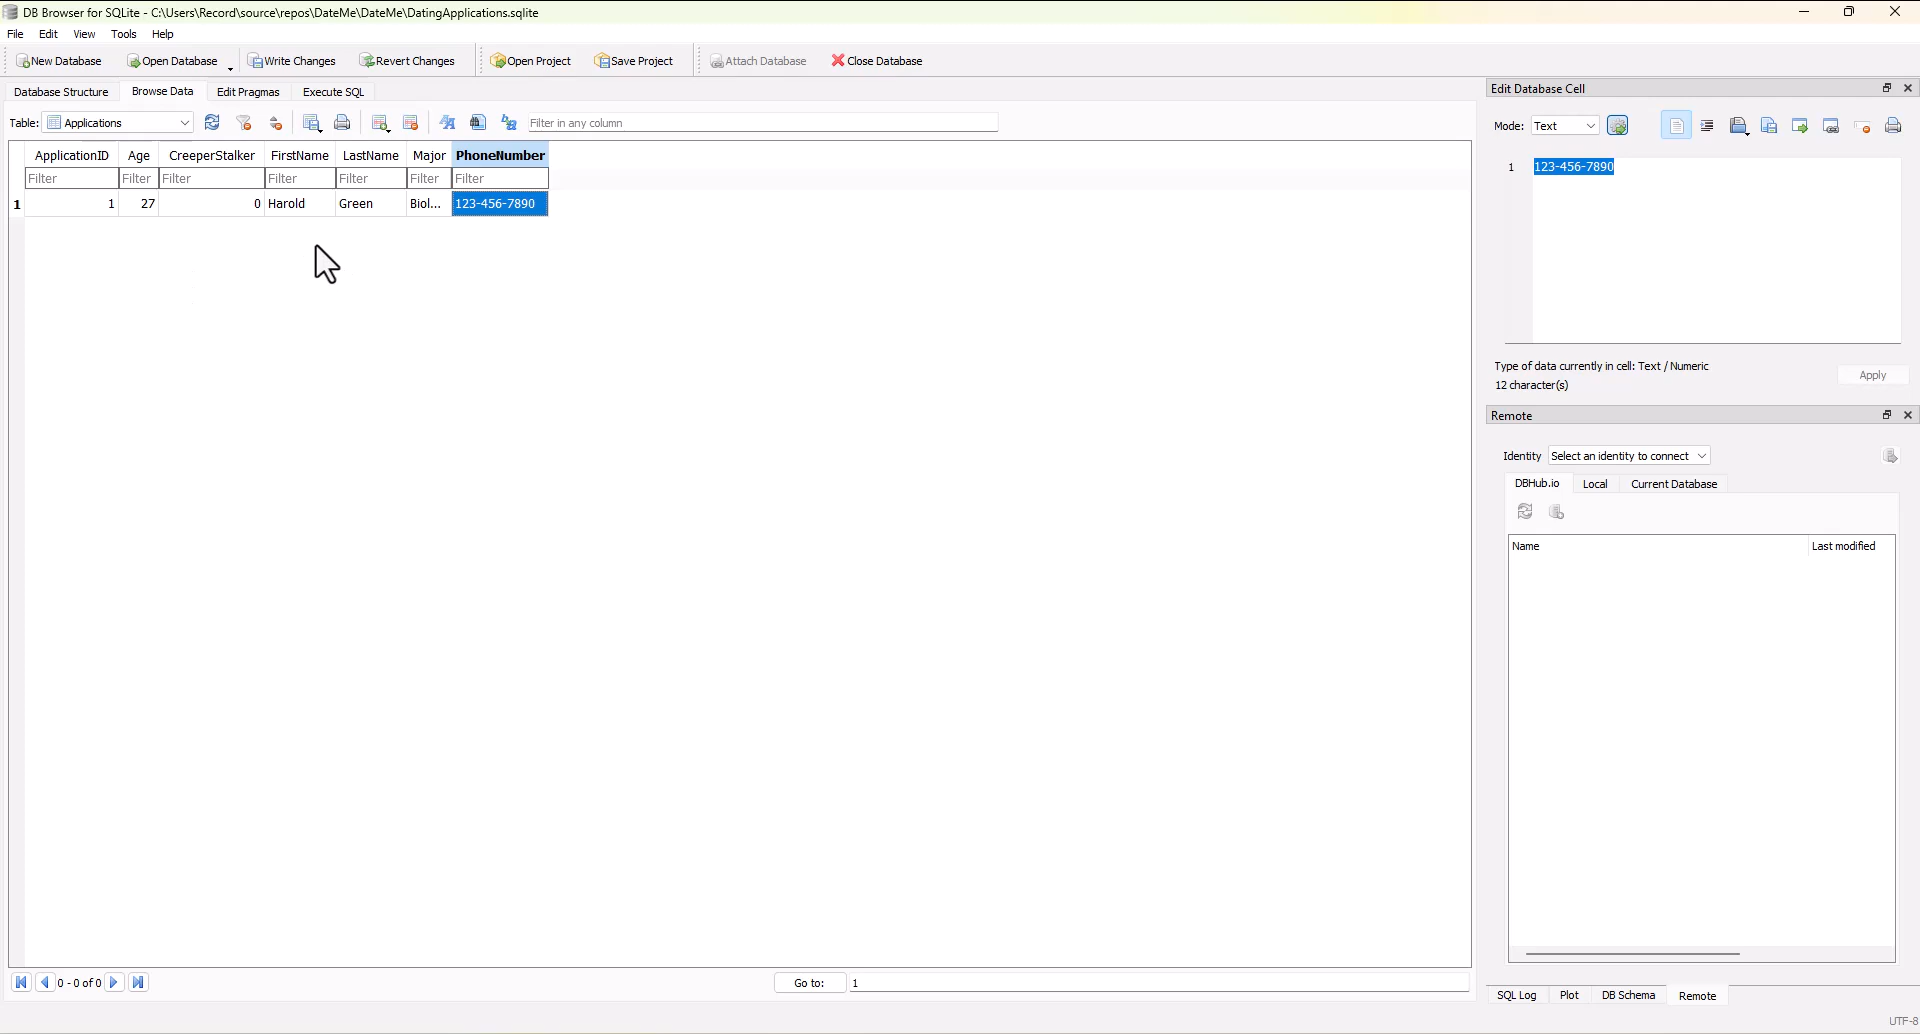 DB Browser for SQLite - C:\Users\Record\source\repos\DateMe\DateMe\DatingApplications.sqlite
File Edit View Tools Help
New Database Open Database Write Changes Revert Changes Open Project Save Project Attach Database Close Database
Database Structure Browse Data Edit Pragmas Execute SQL
Table: Applications Filter in any column
ApplicationID Age CreeperStalker FirstName LastName Major PhoneNumber
Filter Filter Filter Filter Filter Filter Filter
1 1 27 0 Harold Green Biol... 123-456-7890
0 - 0 of 0 Go to: 1
Edit Database Cell
Mode: Text
1 123-456-7890
Type of data currently in cell: Text / Numeric
12 character(s)
Apply
Remote
Identity Select an identity to connect
DBHub.io Local Current Database
Name Last modified
SQL Log Plot DB Schema Remote
UTF-8